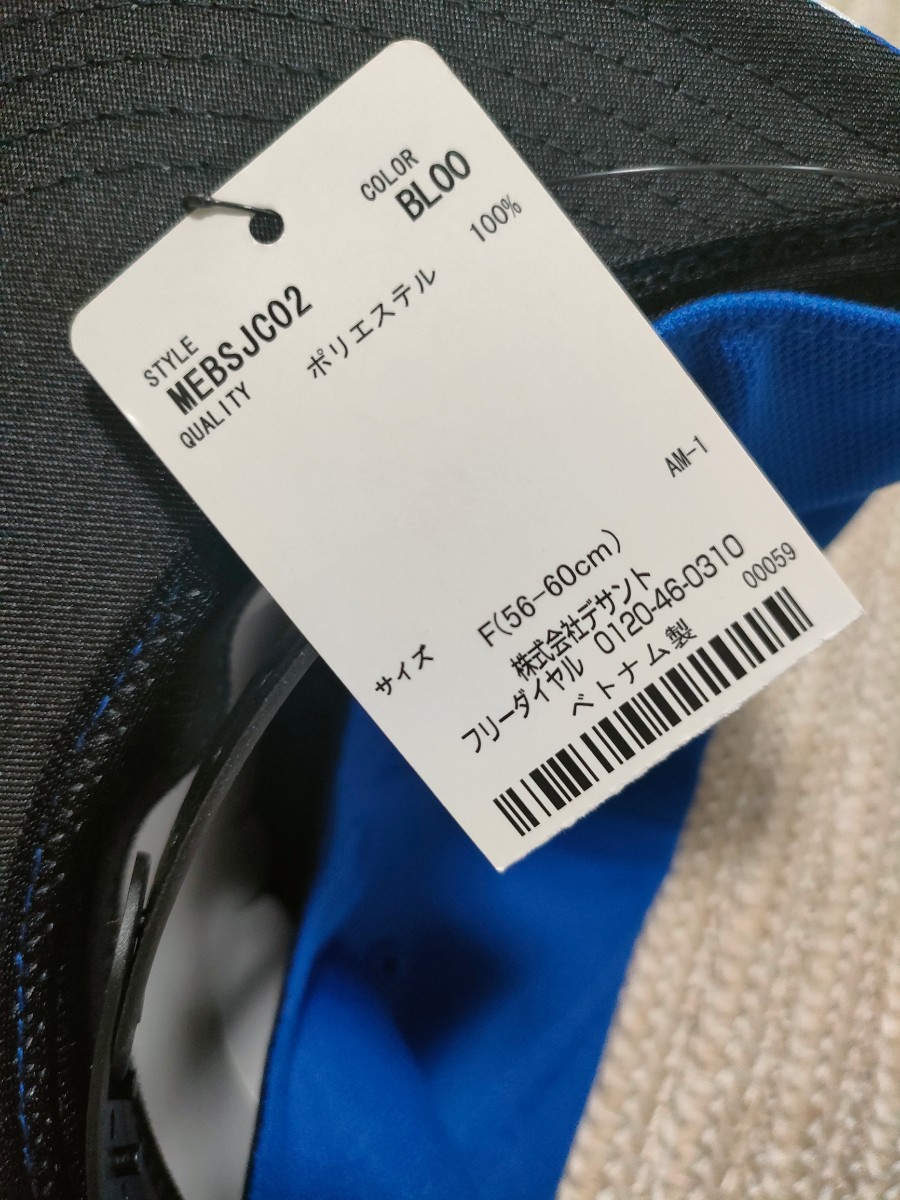 STYLE
MEBSJC02
COLOR
BL00
QUALITY
ポリエステル 100%
AM-1
サイズ F(56-60cm)
株式会社デサント
フリーダイヤル 0120-46-0310
ベトナム製 00059